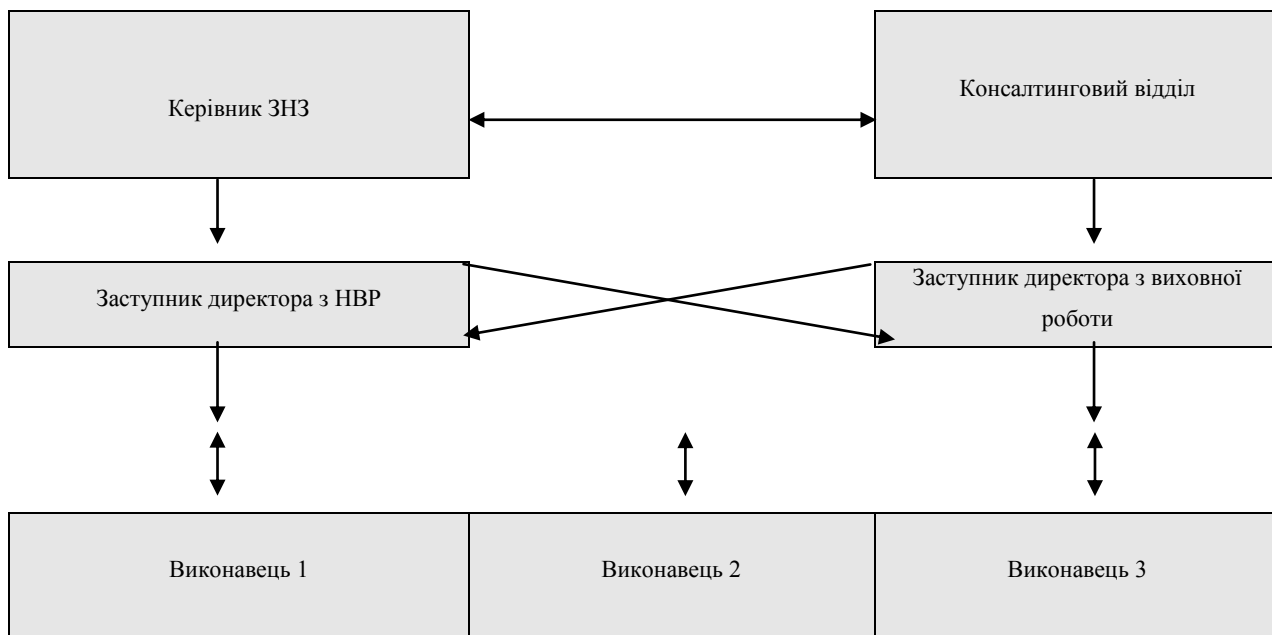 Керівник ЗНЗ
Консалтинговий відділ
Заступник директора з НВР
Заступник директора з виховної
роботи
Виконавець 1
Виконавець 2
Виконавець 3